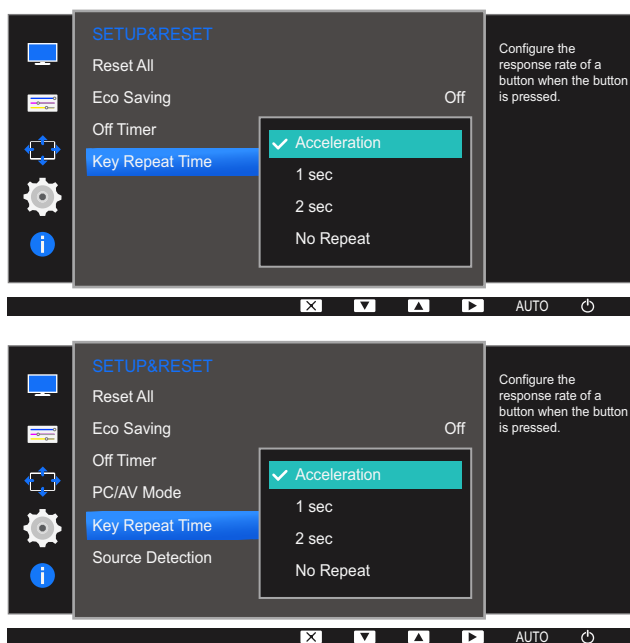 SETUP&RESET
Reset All
Eco Saving Off
Off Timer
Key Repeat Time
Acceleration
1 sec
2 sec
No Repeat
Configure the
response rate of a
button when the button
is pressed.
AUTO
SETUP&RESET
Reset All
Eco Saving Off
Off Timer
PC/AV Mode
Key Repeat Time
Source Detection
Acceleration
1 sec
2 sec
No Repeat
Configure the
response rate of a
button when the button
is pressed.
AUTO